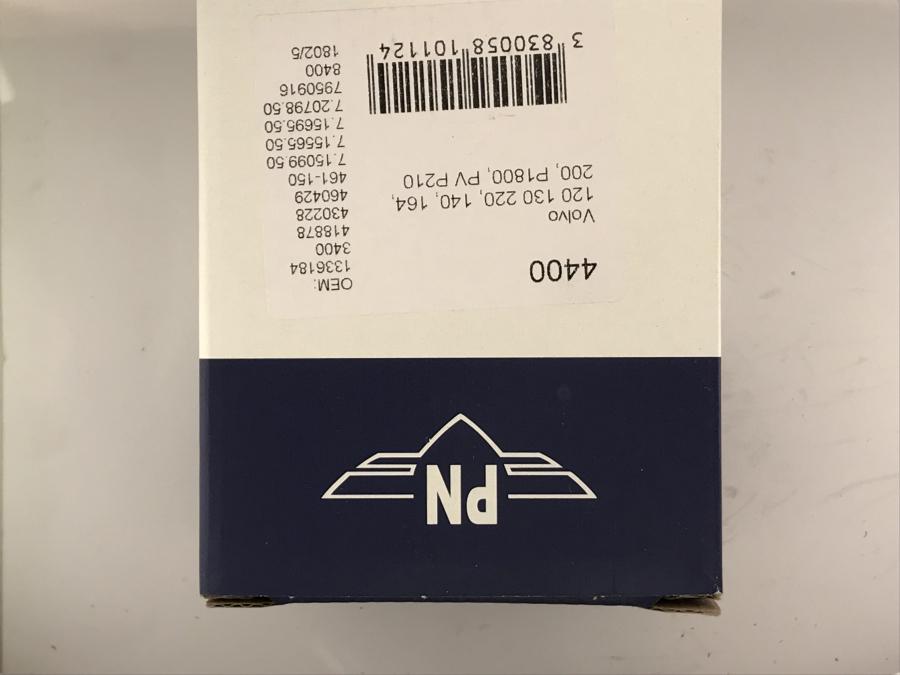 PN
4400
Volvo
120 130 220, 140, 164,
200, P1800, PV P210
3 830058 101124
OEM:
1336184
3400
418878
430228
460429
461-150
7.15099.50
7.15565.50
7.15695.50
7.20798.50
7950916
8400
1802/5